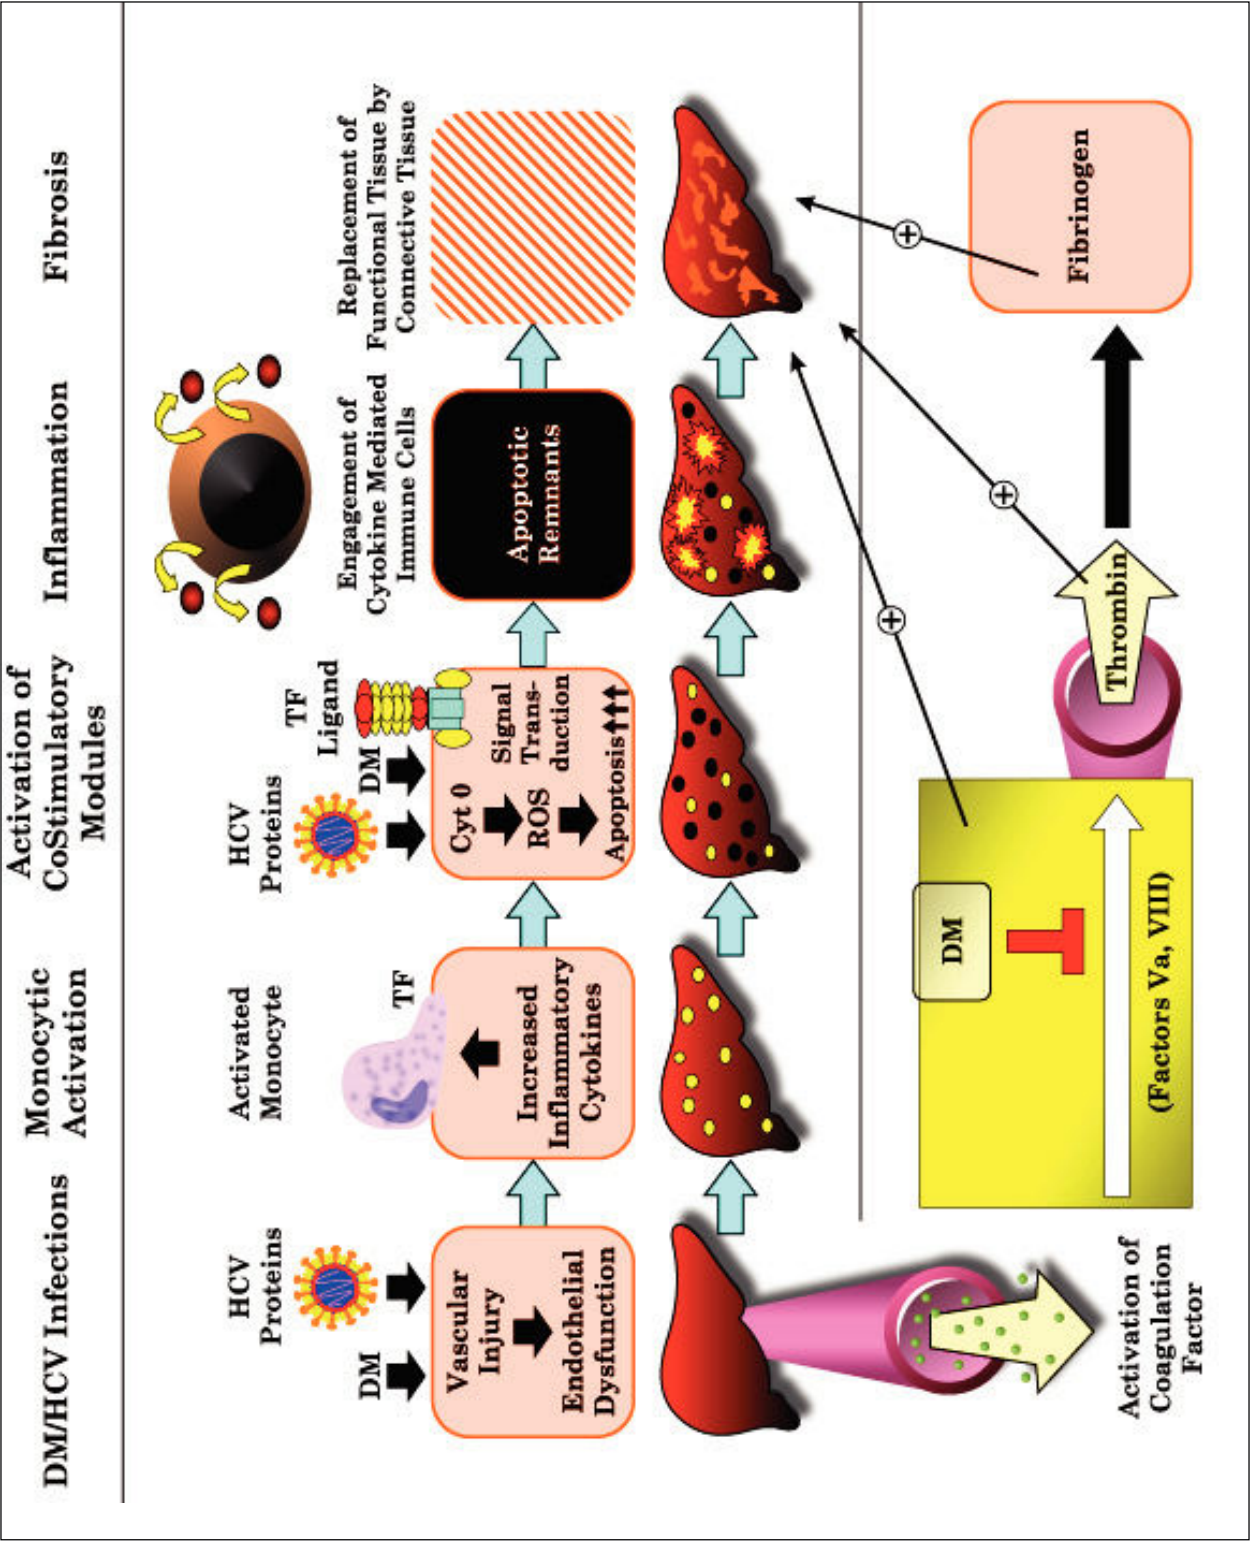 DM/HCV Infections
Monocytic
Activation
Activation of
CoStimulatory
Modules
Inflammation
Fibrosis
HCV
Proteins
DM
Vascular
Injury
Endothelial
Dysfunction
Activated
Monocyte
TF
Increased
Inflammatory
Cytokines
HCV
Proteins
DM
TF
Ligand
Cyt 0
ROS
Apoptosis
Signal
Trans-
duction
Engagement of
Cytokine Mediated
Immune Cells
Apoptotic
Remnants
Replacement of
Functional Tissue by
Connective Tissue
Activation of
Coagulation
Factor
DM
(Factors Va, VIII)
Thrombin
Fibrinogen
+
+
+